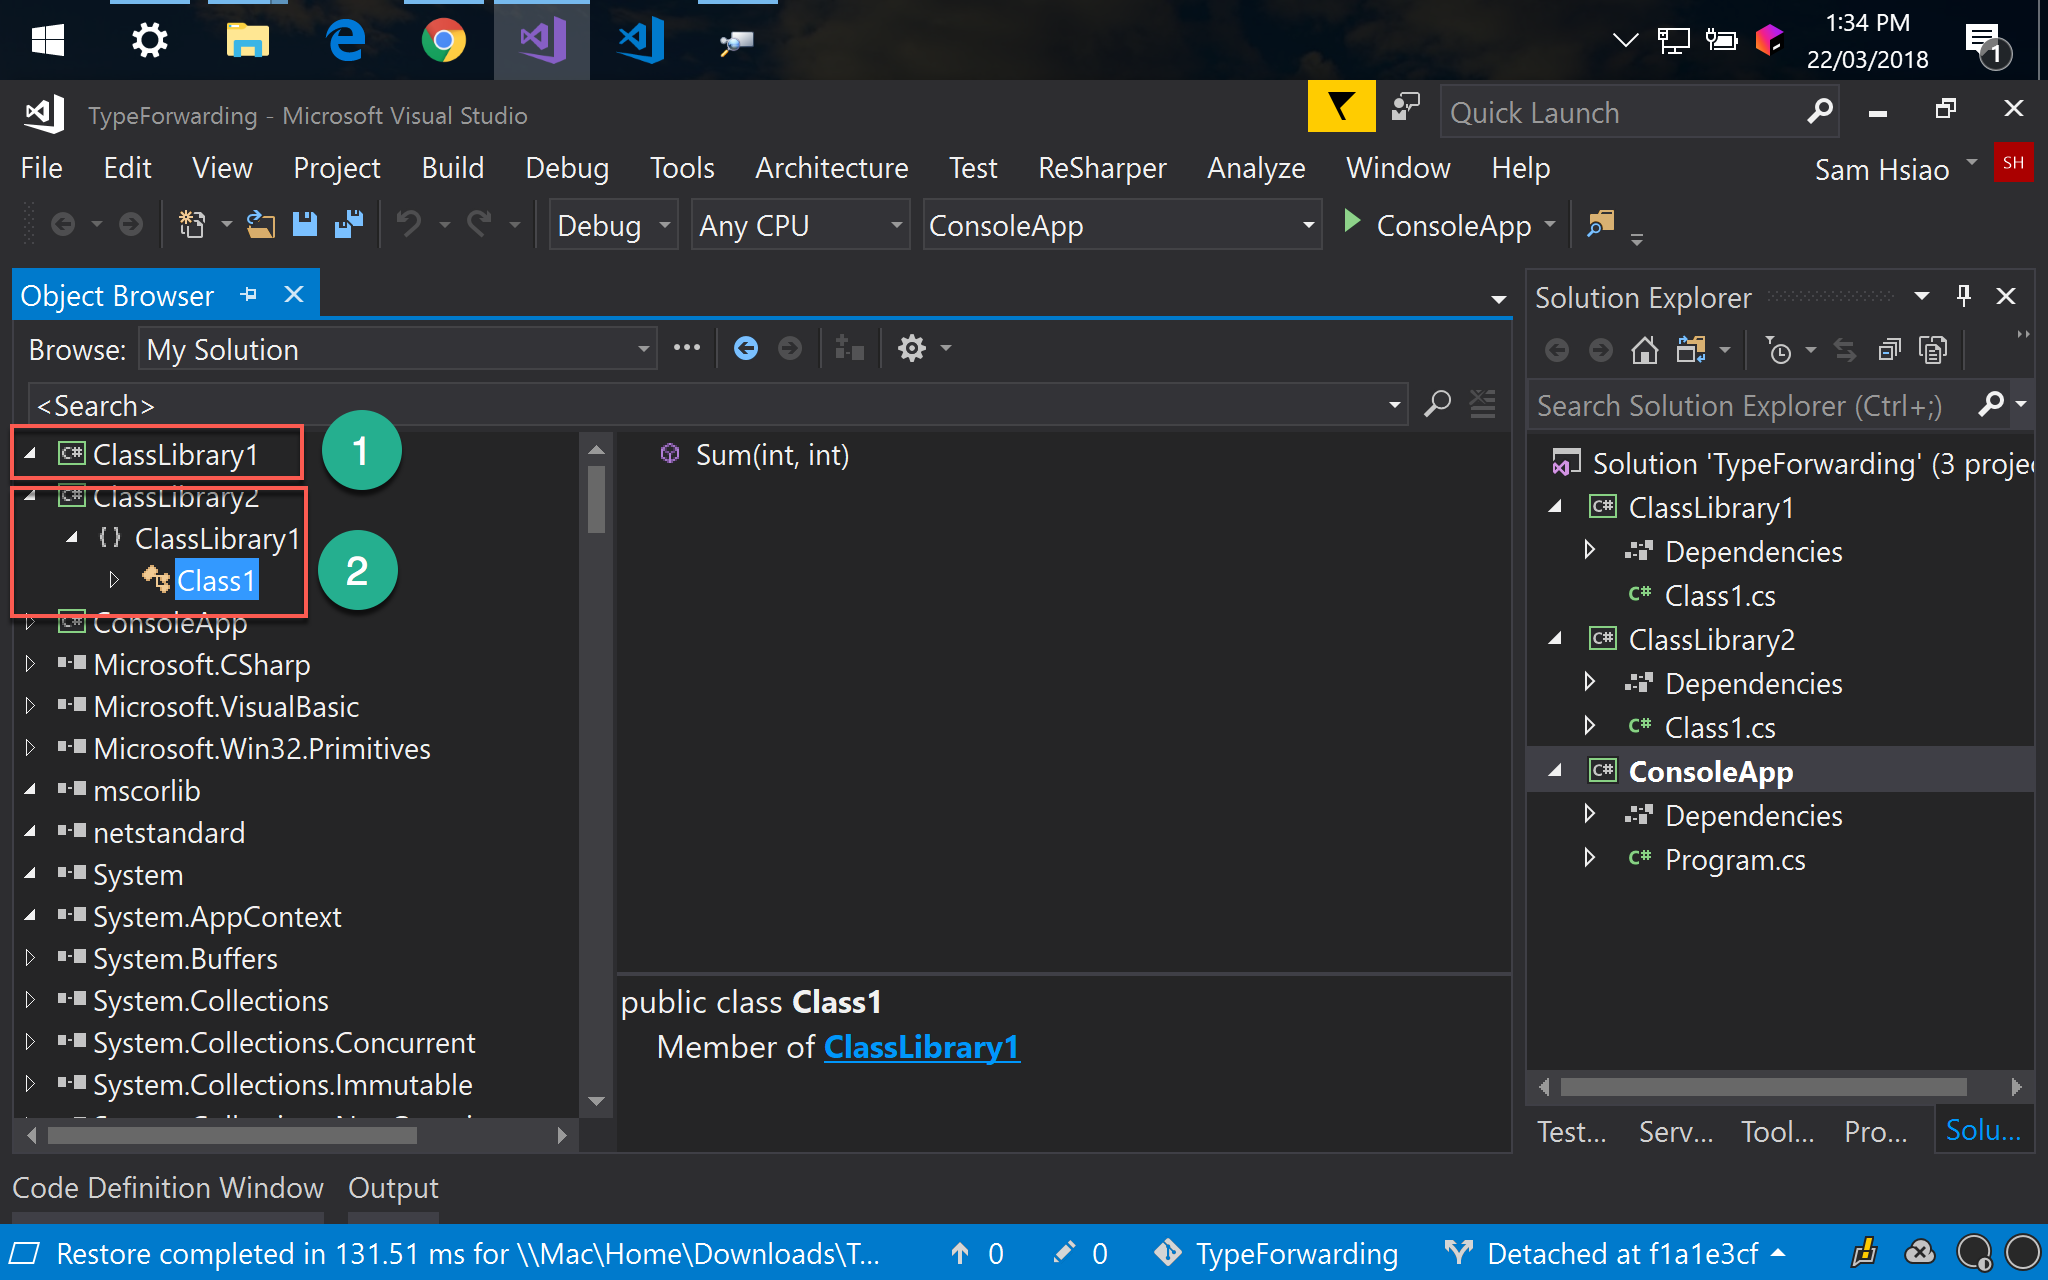 1:34 PM
22/03/2018
1
TypeForwarding - Microsoft Visual Studio
Quick Launch
File Edit View Project Build Debug Tools Architecture Test ReSharper Analyze Window Help
Sam Hsiao SH
Debug Any CPU ConsoleApp ConsoleApp
Object Browser
Browse: My Solution
<Search>
ClassLibrary1
1
ClassLibrary2
ClassLibrary1
Class1
2
ConsoleApp
Microsoft.CSharp
Microsoft.VisualBasic
Microsoft.Win32.Primitives
mscorlib
netstandard
System
System.AppContext
System.Buffers
System.Collections
System.Collections.Concurrent
System.Collections.Immutable
Sum(int, int)
public class Class1
Member of ClassLibrary1
Solution Explorer
Search Solution Explorer (Ctrl+;)
Solution 'TypeForwarding' (3 proje
C# ClassLibrary1
Dependencies
C# Class1.cs
C# ClassLibrary2
Dependencies
C# Class1.cs
C# ConsoleApp
Dependencies
C# Program.cs
Test... Serv... Tool... Pro... Solu...
Code Definition Window Output
Restore completed in 131.51 ms for \\Mac\Home\Downloads\T... 0 0 TypeForwarding Detached at f1a1e3cf